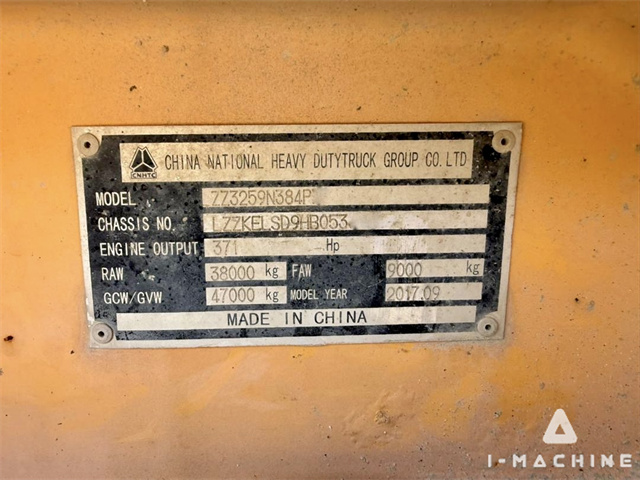 CNHTC
CHINA NATIONAL HEAVY DUTYTRUCK GROUP CO.LTD
MODEL ZZ3259N384P
CHASSIS NO. LZZKELSD9HB053
ENGINE OUTPUT 371 Hp
RAW 38000 kg FAW 9000 kg
GCW/GVW 47000 kg MODEL YEAR 2017.09
MADE IN CHINA
I-MACHINE